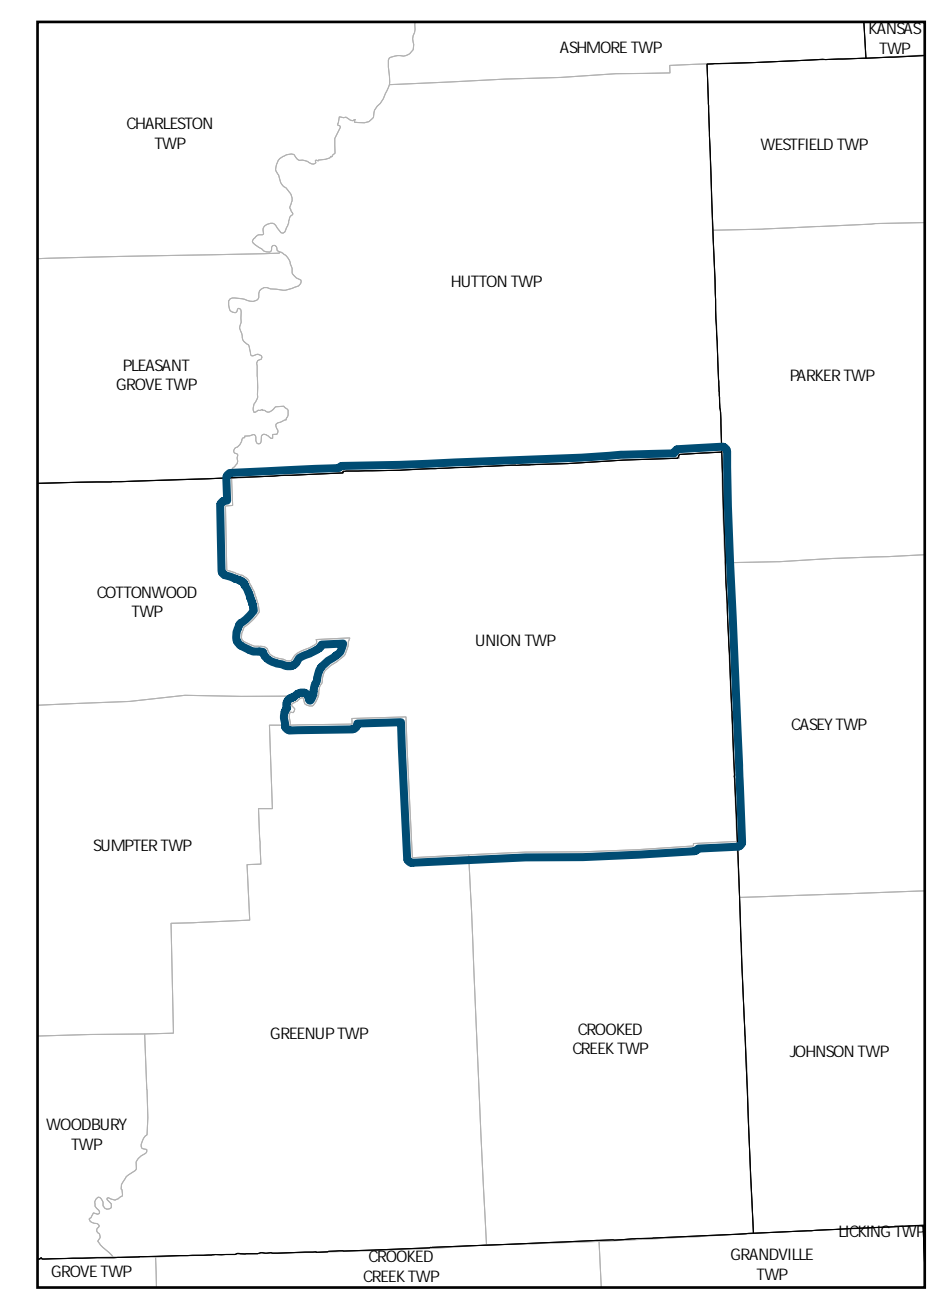 KANSAS
TWP
ASHMORE TWP
CHARLESTON
TWP
WESTFIELD TWP
HUTTON TWP
PLEASANT
GROVE TWP
PARKER TWP
COTTONWOOD
TWP
UNION TWP
CASEY TWP
SUMPTER TWP
GREENUP TWP
CROOKED
CREEK TWP
JOHNSON TWP
WOODBURY
TWP
LICKING TWP
CROOKED
CREEK TWP
GRANDVILLE
TWP
GROVE TWP